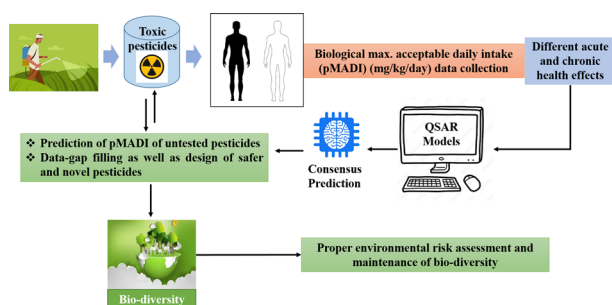 Toxic
pesticides
Biological max. acceptable daily intake
(pMADI) (mg/kg/day) data collection
Different acute
and chronic
health effects
QSAR
Models
Consensus
Prediction
❖ Prediction of pMADI of untested pesticides
❖ Data-gap filling as well as design of safer
and novel pesticides
Bio-diversity
Proper environmental risk assessment and
maintenance of bio-diversity